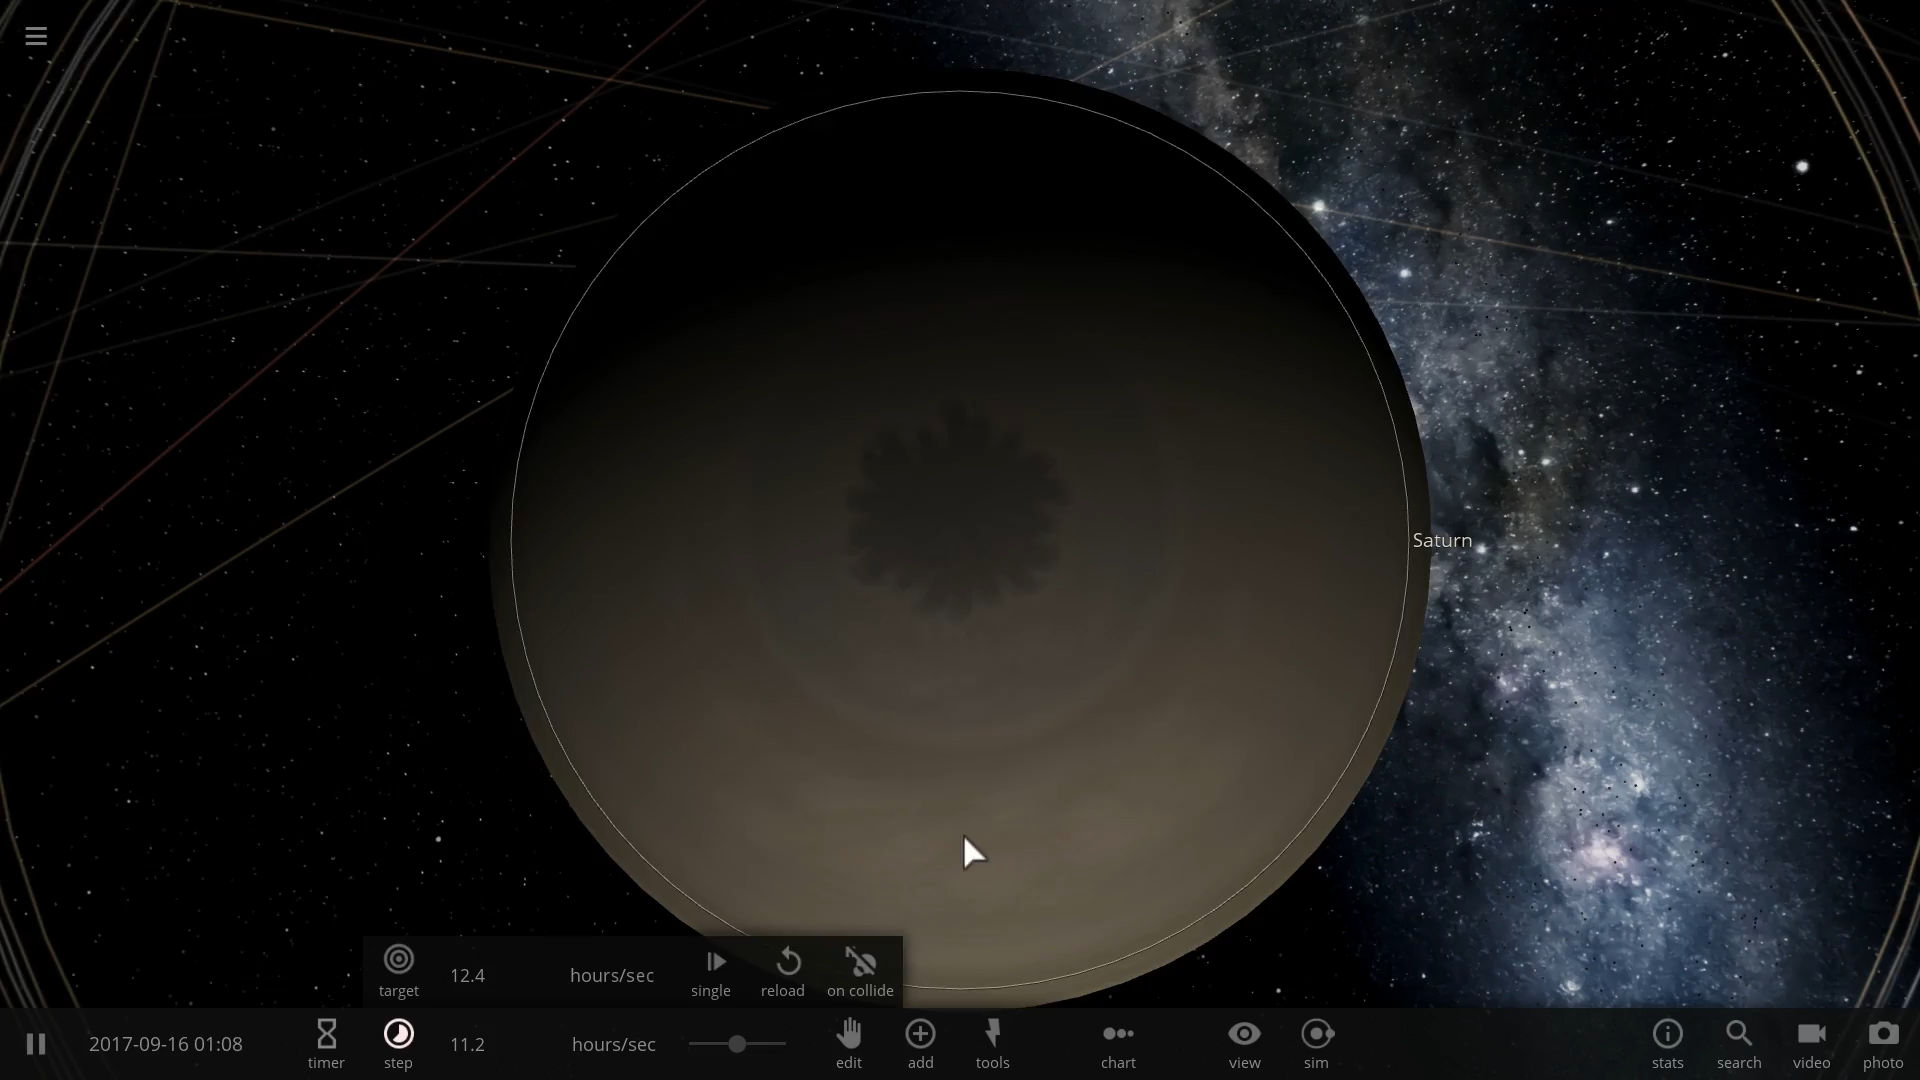 Saturn
12.4 hours/sec
target single reload on collide
2017-09-16 01:08 11.2 hours/sec
timer step edit add tools chart view sim stats search video photo